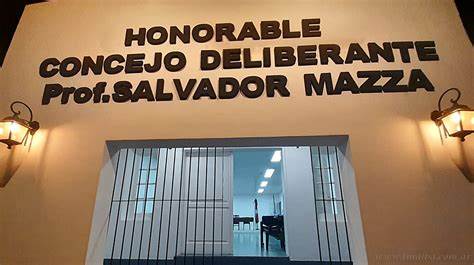 HONORABLE
CONCEJO DELIBERANTE
Prof.SALVADOR MAZZA